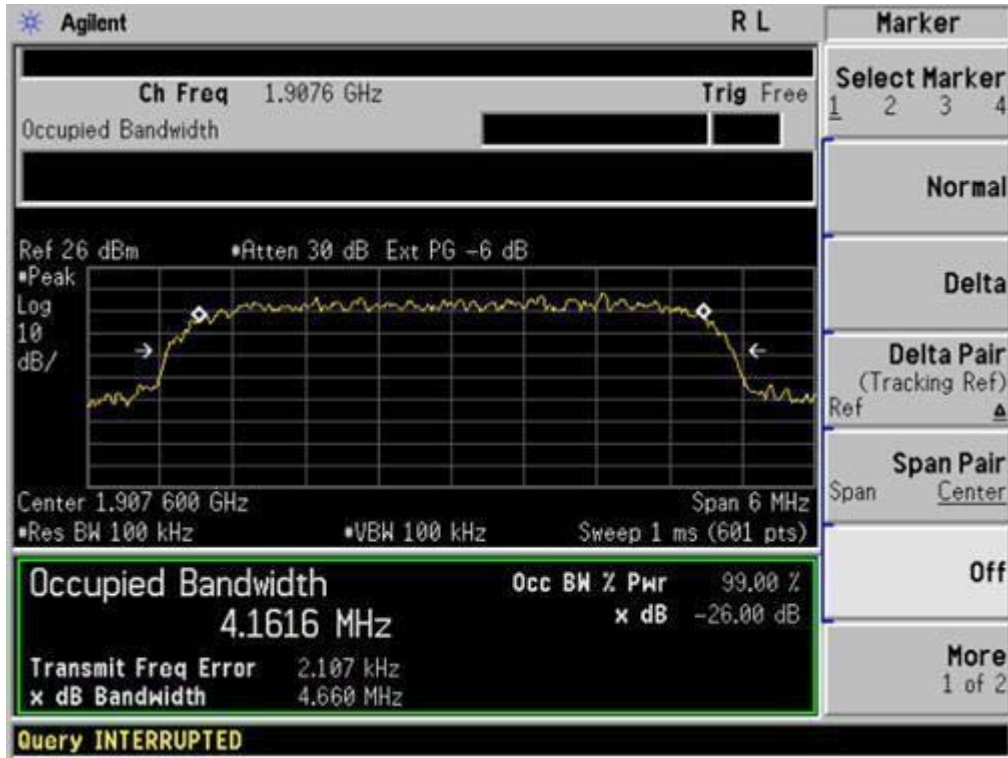 Agilent
R L
Marker
Select Marker
1 2 3 4
Ch Freq 1.9076 GHz
Trig Free
Occupied Bandwidth
Normal
Ref 26 dBm
*Atten 30 dB
Ext PG -6 dB
*Peak
Log
10
dB/
Delta
Delta Pair
(Tracking Ref)
Ref
Span Pair
Span Center
Center 1.907 600 GHz
Span 6 MHz
*Res BW 100 kHz
*VBW 100 kHz
Sweep 1 ms (601 pts)
Off
Occupied Bandwidth
4.1616 MHz
Occ BW % Pwr 99.00 %
x dB -26.00 dB
Transmit Freq Error 2.107 kHz
x dB Bandwidth 4.660 MHz
More
1 of 2
Query INTERRUPTED